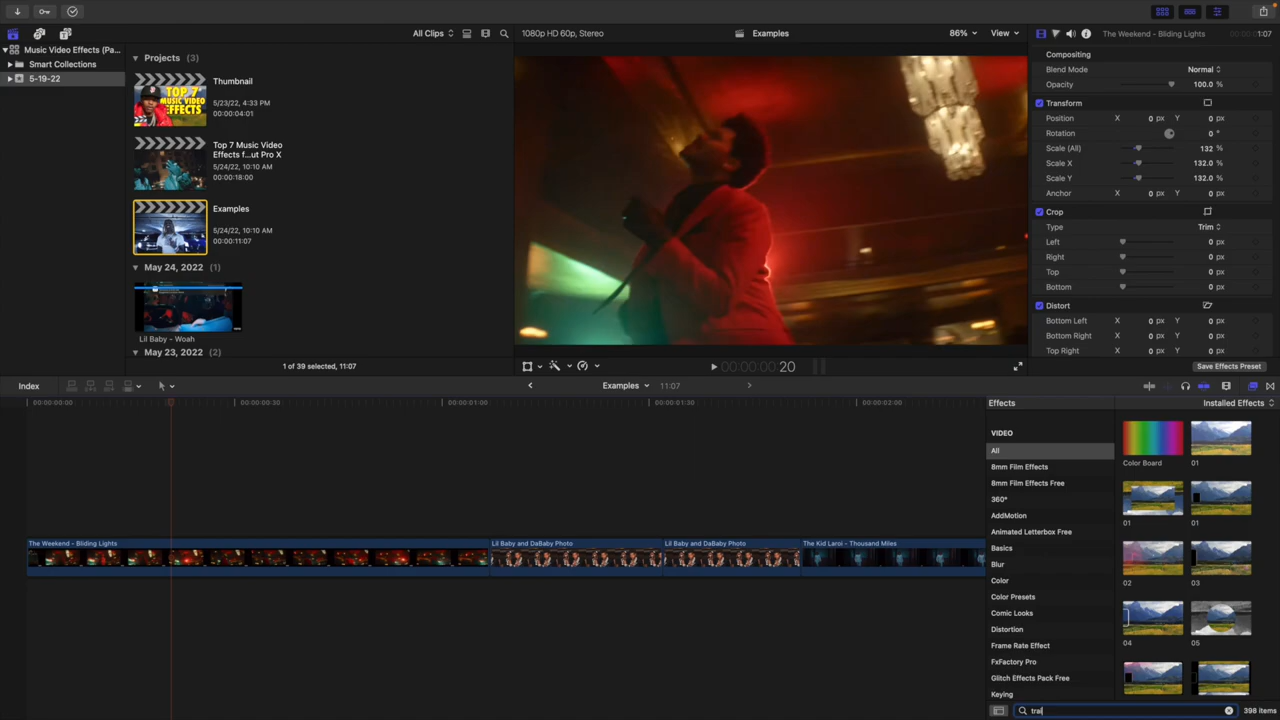 All Clips
1080p HD 60p, Stereo
Examples
86%
View
The Weekend - Bliding Lights
1:07
Music Video Effects (Pa...
Smart Collections
5-19-22
Projects (3)
Thumbnail
5/23/22, 4:33 PM
00:00:04:01
TOP 7
MUSIC VIDEO
EFFECTS
Top 7 Music Video
Effects f...ut Pro X
5/24/22, 10:10 AM
00:00:18:00
Examples
5/24/22, 10:10 AM
00:00:11:07
May 24, 2022 (1)
Lil Baby - Woah
May 23, 2022 (2)
1 of 39 selected, 11:07
00:00:00:20
Compositing
Blend Mode Normal
Opacity 100.0 %
Transform
Position X 0 px Y 0 px
Rotation 0 °
Scale (All) 132 %
Scale X 132.0 %
Scale Y 132.0 %
Anchor X 0 px Y 0 px
Crop
Type Trim
Left 0 px
Right 0 px
Top 0 px
Bottom 0 px
Distort
Bottom Left X 0 px Y 0 px
Bottom Right X 0 px Y 0 px
Top Right X 0 px Y 0 px
Save Effects Preset
Index
Examples
11:07
00:00:00:00
00:00:00:30
00:00:01:00
00:00:01:30
00:00:02:00
The Weekend - Bliding Lights
Lil Baby and DaBaby Photo
Lil Baby and DaBaby Photo
The Kid Laroi - Thousand Miles
Effects
Installed Effects
VIDEO
All
8mm Film Effects
8mm Film Effects Free
360°
AddMotion
Animated Letterbox Free
Basics
Blur
Color
Color Presets
Comic Looks
Distortion
Frame Rate Effect
FxFactory Pro
Glitch Effects Pack Free
Keying
Color Board
01
01
01
02
03
04
05
trai
398 items